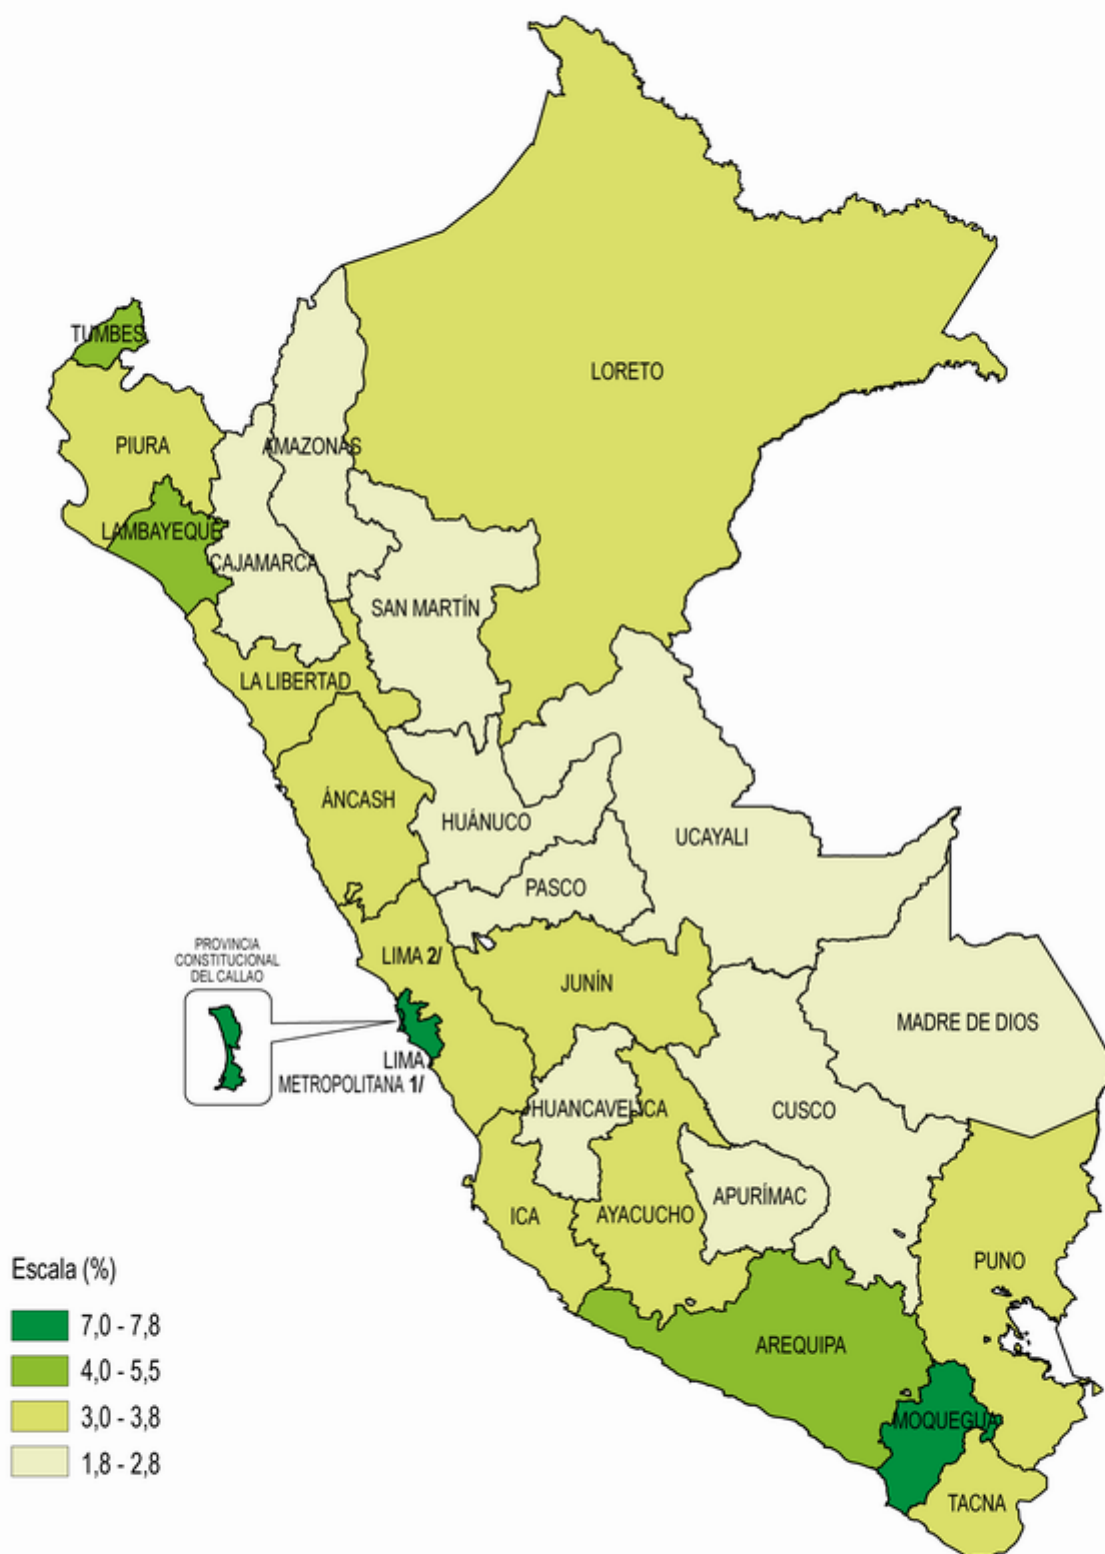 TUMBES
LORETO
PIURA
AMAZONAS
LAMBAYEQUE
CAJAMARCA
SAN MARTÍN
LA LIBERTAD
ÁNCASH
HUÁNUCO
UCAYALI
PASCO
PROVINCIA
CONSTITUCIONAL
DEL CALLAO
LIMA 2/
JUNÍN
MADRE DE DIOS
LIMA
METROPOLITANA 1/
HUANCAVELICA
CUSCO
APURÍMAC
ICA
AYACUCHO
PUNO
Escala (%)
7,0 - 7,8
4,0 - 5,5
3,0 - 3,8
1,8 - 2,8
AREQUIPA
MOQUEGUA
TACNA